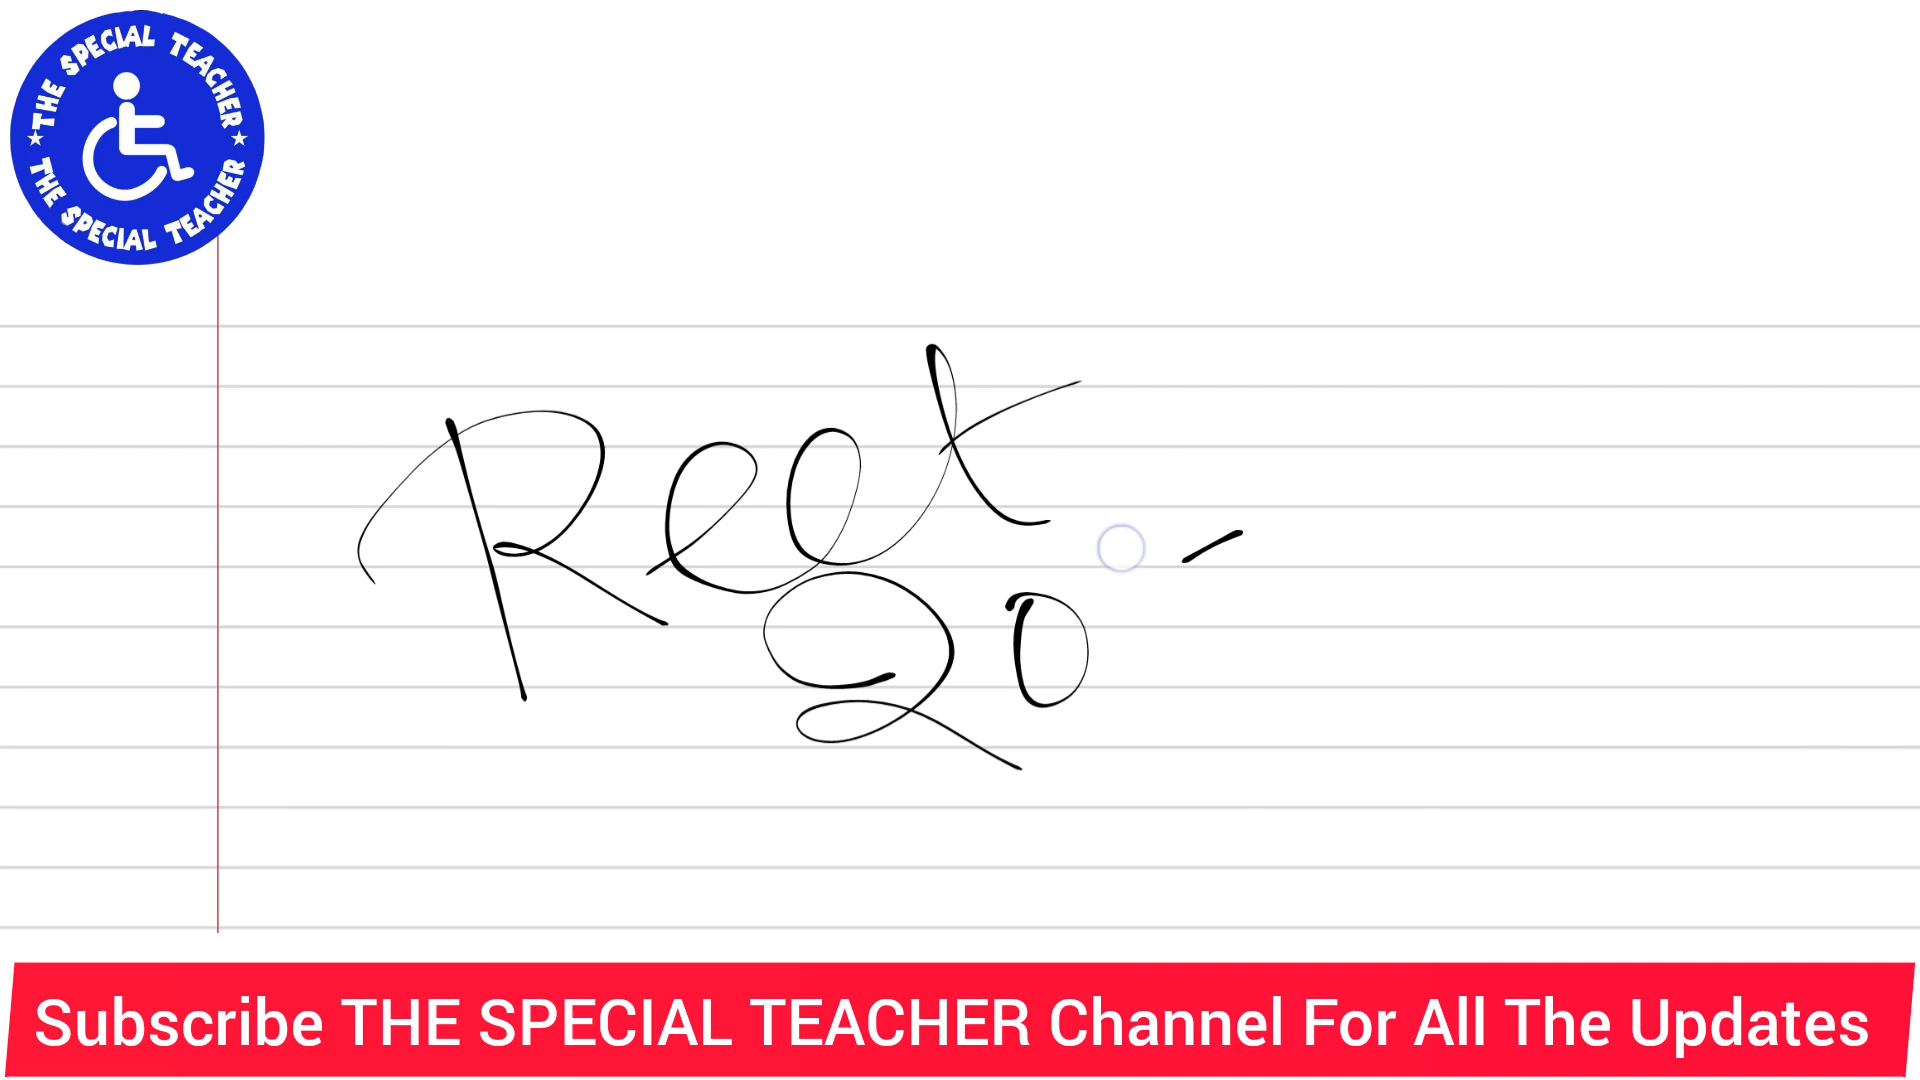 THE SPECIAL TEACHER
THE SPECIAL TEACHER
Reet -
20
Subscribe THE SPECIAL TEACHER Channel For All The Updates